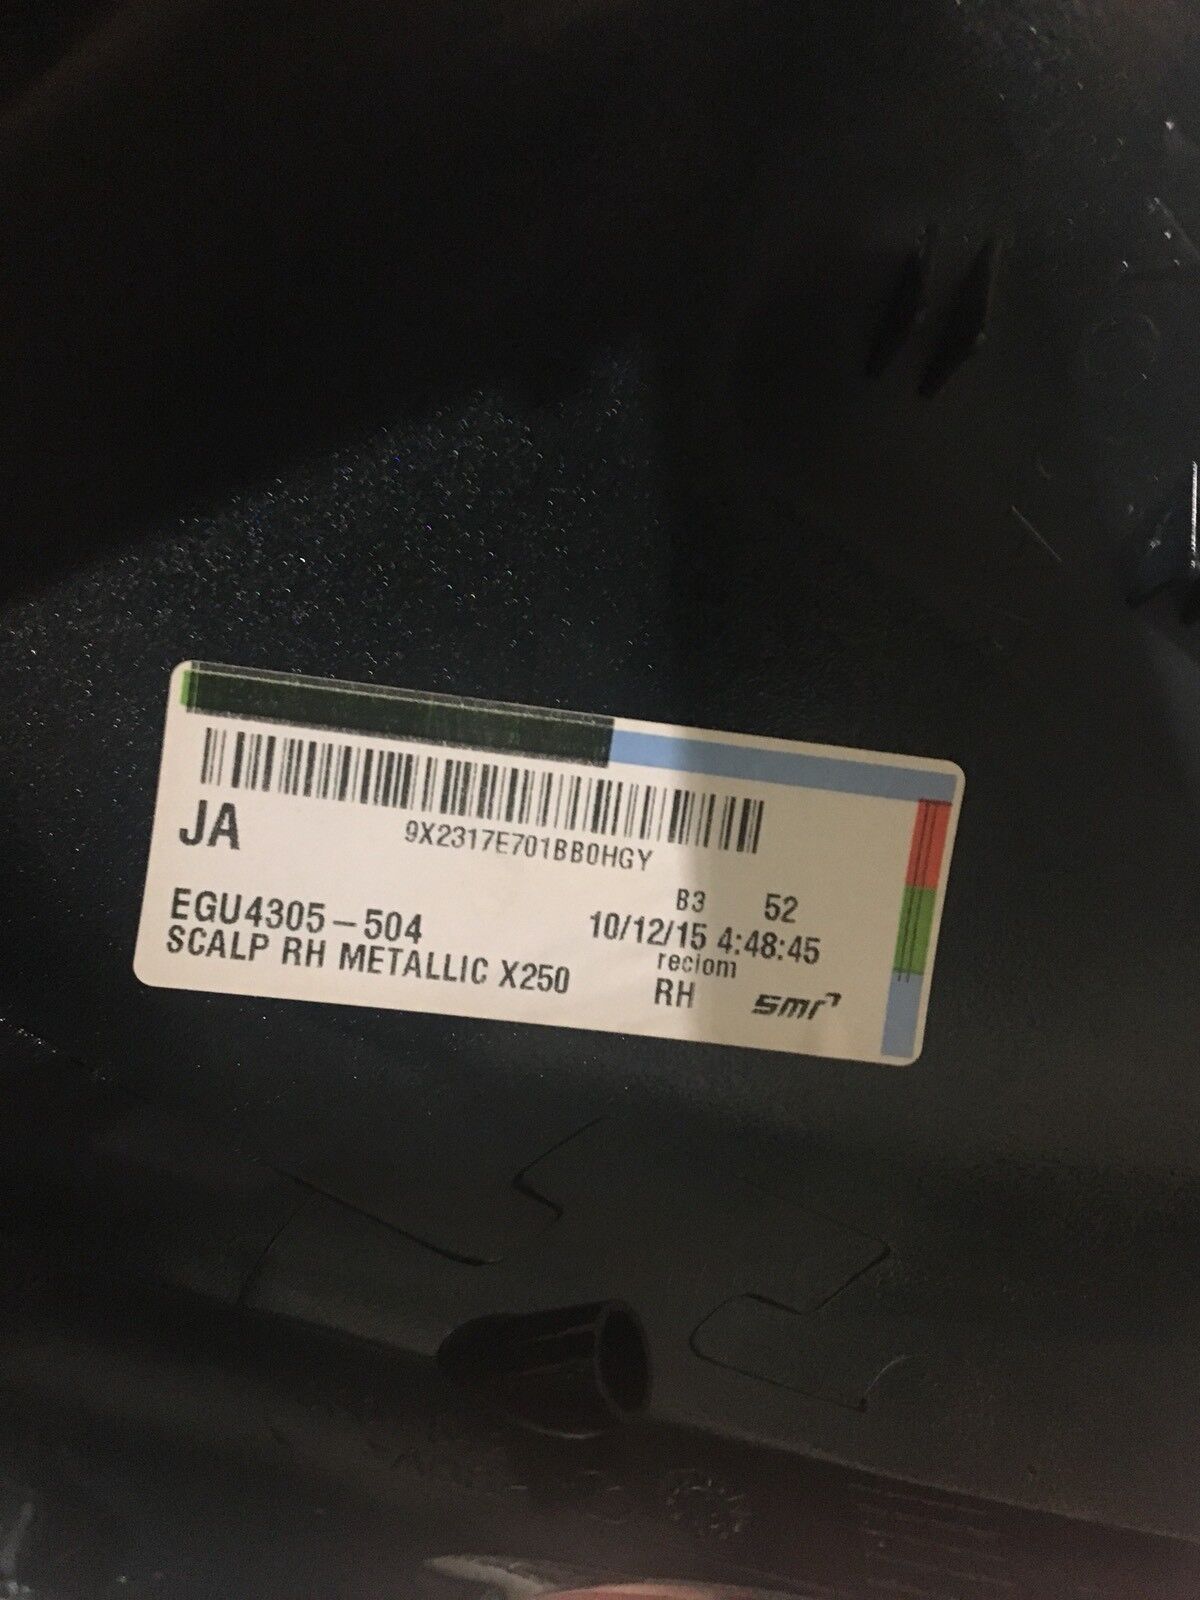 9X2317E701BB0HGY
JA
B3 52
EGU4305-504
10/12/15 4:48:45
SCALP RH METALLIC X250
reciom
RH
smr